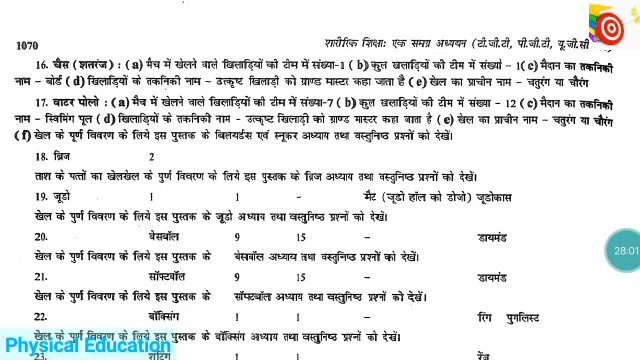 1070 शारीरिक शिक्षाः एक समग्र अध्ययन (टी.जी.टी, पी.जी.टी, यू.जी.सी
16. चैस (शतरंज) : (a) मैच में खेलने वाले खिलाड़ियों की टीम में संख्या-1 (b) कुल खलाड़ियों की टीम में संख्यां - 1(c) मैदान का तकनिकी
नाम - बोर्ड (d) खिलाड़ियों के तकनिकी नाम - उत्कृष्ट खिलाड़ी को ग्राण्ड मास्टर कहा जाता है (e) खेल का प्राचीन नाम - चतुरंग या चौरंग
17. वाटर पोलो : (a) मैच में खेलने वाले खिलाड़ियों की टीम में संख्या-7 (b) कुल खलाड़ियों की टीम में संख्या - 12 (c) मैदान का तकनिकी
नाम - स्विमिंग पूल (d) खिलाड़ियों के तकनिकी नाम - उत्कृष्ट खिलाड़ी को ग्राण्ड मास्टर कहा जाता है (e) खेल का प्राचीन नाम - चतुरंग या चौरंग
(f) खेल के पूर्ण विवरण के लिये इस पुस्तक के बिलयर्डस एवं स्नूकर अध्याय तथा वस्तुनिष्ठ प्रश्नों को देखें।
18. ब्रिज 2
ताश के पत्तों का खेलखेल के पुर्ण विवरण के लिये इस पुस्तक के ब्रिज अध्याय तथा वस्तुनिष्ठ प्रश्नों को देखें।
19. जूडो 1 1 - मैट (जूडो हॉल को डोजो) जूडोकास
खेल के पुर्ण विवरण के लिये इस पुस्तक के जूडो अध्याय तथा वस्तुनिष्ठ प्रश्नों को देखें।
20. बेसबॉल 9 15 - डायमंड
खेल के पुर्ण विवरण के लिये इस पुस्तक के बेसबॉल अध्याय तथा वस्तुनिष्ठ प्रश्नों को देखें।
21. सॉफ्टबॉल 9 15 - डायमंड
खेल के पुर्ण विवरण के लिये इस पुस्तक के सॉफ्टबॉल अध्याय तथा वस्तुनिष्ठ प्रश्नों को देखें।
22. बॉक्सिंग 1 1 - रिंग पुगलिस्ट
खेल के पुर्ण विवरण के लिये इस पुस्तक के बॉक्सिंग अध्याय तथा वस्तुनिष्ठ प्रश्नों को देखें।
23. शूटिंग 1 1 रेंज
Physical Education
28:01